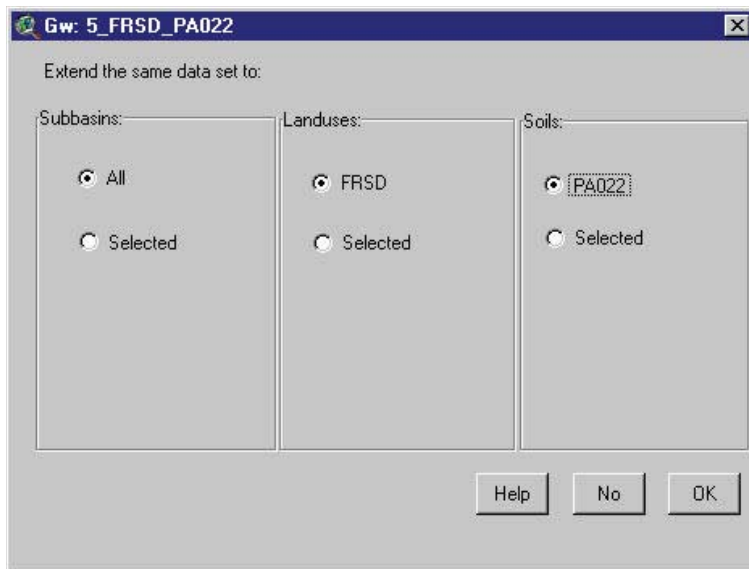 Gw: 5_FRSD_PA022
Extend the same data set to:
Subbasins:
All
Selected
Landuses:
FRSD
Selected
Soils:
PA022
Selected
Help
No
OK